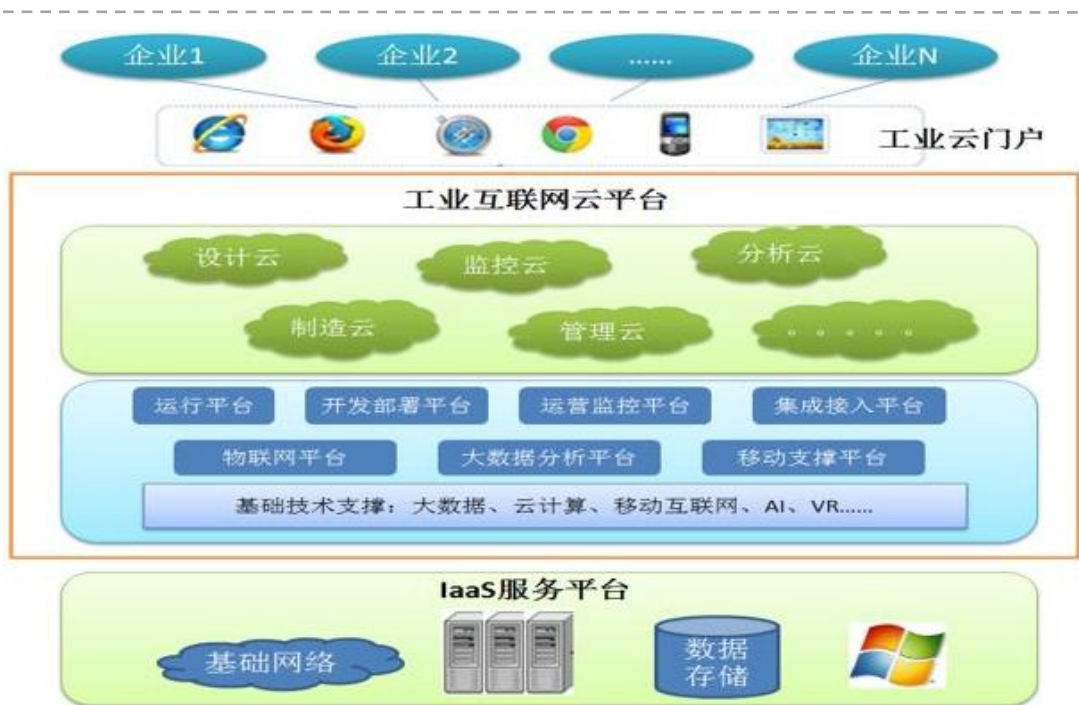 企业1 企业2 …… 企业N
工业云门户
工业互联网云平台
设计云 监控云 分析云
制造云 管理云 。。。。。
运行平台 开发部署平台 运营监控平台 集成接入平台
物联网平台 大数据分析平台 移动支撑平台
基础技术支撑：大数据、云计算、移动互联网、AI、VR……
IaaS服务平台
基础网络 数据
存储